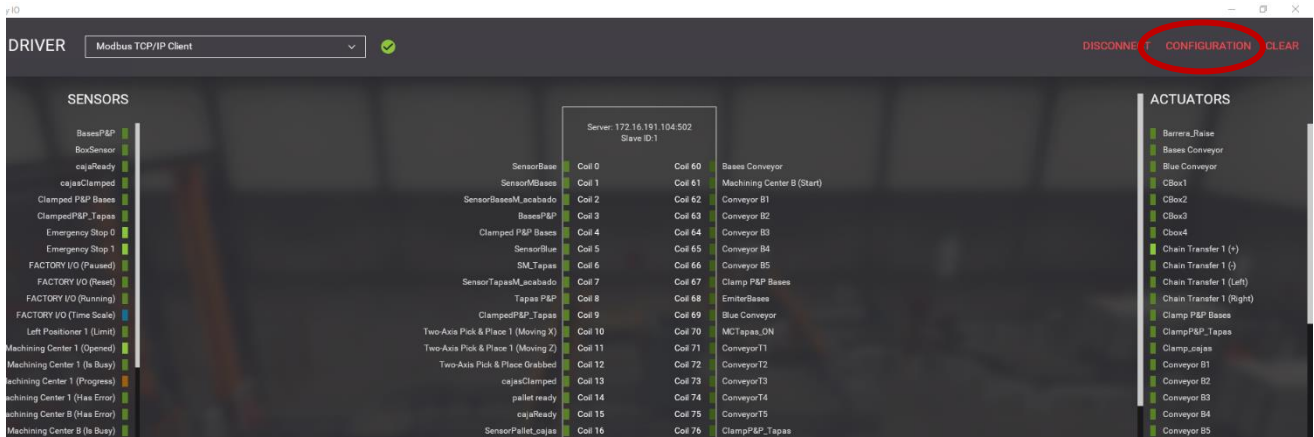 y IO
DRIVER Modbus TCP/IP Client DISCONNECT CONFIGURATION CLEAR
SENSORS
BasesP&P
BoxSensor
cajaReady
cajasClamped
Clamped P&P Bases
ClampedP&P_Tapas
Emergency Stop 0
Emergency Stop 1
FACTORY I/O (Paused)
FACTORY I/O (Reset)
FACTORY I/O (Running)
FACTORY I/O (Time Scale)
Left Positioner 1 (Limit)
Machining Center 1 (Opened)
Machining Center 1 (Is Busy)
Machining Center 1 (Progress)
Machining Center 1 (Has Error)
Machining Center B (Has Error)
Machining Center B (Is Busy)
Server: 172.16.191.104:502
Slave ID:1
SensorBase Coil 0 Coil 60 Bases Conveyor
SensorMBases Coil 1 Coil 61 Machining Center B (Start)
SensorBasesM_acabado Coil 2 Coil 62 Conveyor B1
BasesP&P Coil 3 Coil 63 Conveyor B2
Clamped P&P Bases Coil 4 Coil 64 Conveyor B3
SensorBlue Coil 5 Coil 65 Conveyor B4
SM_Tapas Coil 6 Coil 66 Conveyor B5
SensorTapasM_acabado Coil 7 Coil 67 Clamp P&P Bases
Tapas P&P Coil 8 Coil 68 EmiterBases
ClampedP&P_Tapas Coil 9 Coil 69 Blue Conveyor
Two-Axis Pick & Place 1 (Moving X) Coil 10 Coil 70 MCTapas_ON
Two-Axis Pick & Place 1 (Moving Z) Coil 11 Coil 71 ConveyorT1
Two-Axis Pick & Place Grabbed Coil 12 Coil 72 ConveyorT2
cajasClamped Coil 13 Coil 73 ConveyorT3
pallet ready Coil 14 Coil 74 ConveyorT4
cajaReady Coil 15 Coil 75 ConveyorT5
SensorPallet_cajas Coil 16 Coil 76 ClampP&P_Tapas
ACTUATORS
Barrera_Raise
Bases Conveyor
Blue Conveyor
CBox1
CBox2
CBox3
Cbox4
Chain Transfer 1 (+)
Chain Transfer 1 (-)
Chain Transfer 1 (Left)
Chain Transfer 1 (Right)
Clamp P&P Bases
ClampP&P_Tapas
Clamp_cajas
Conveyor B1
Conveyor B2
Conveyor B3
Conveyor B4
Conveyor B5